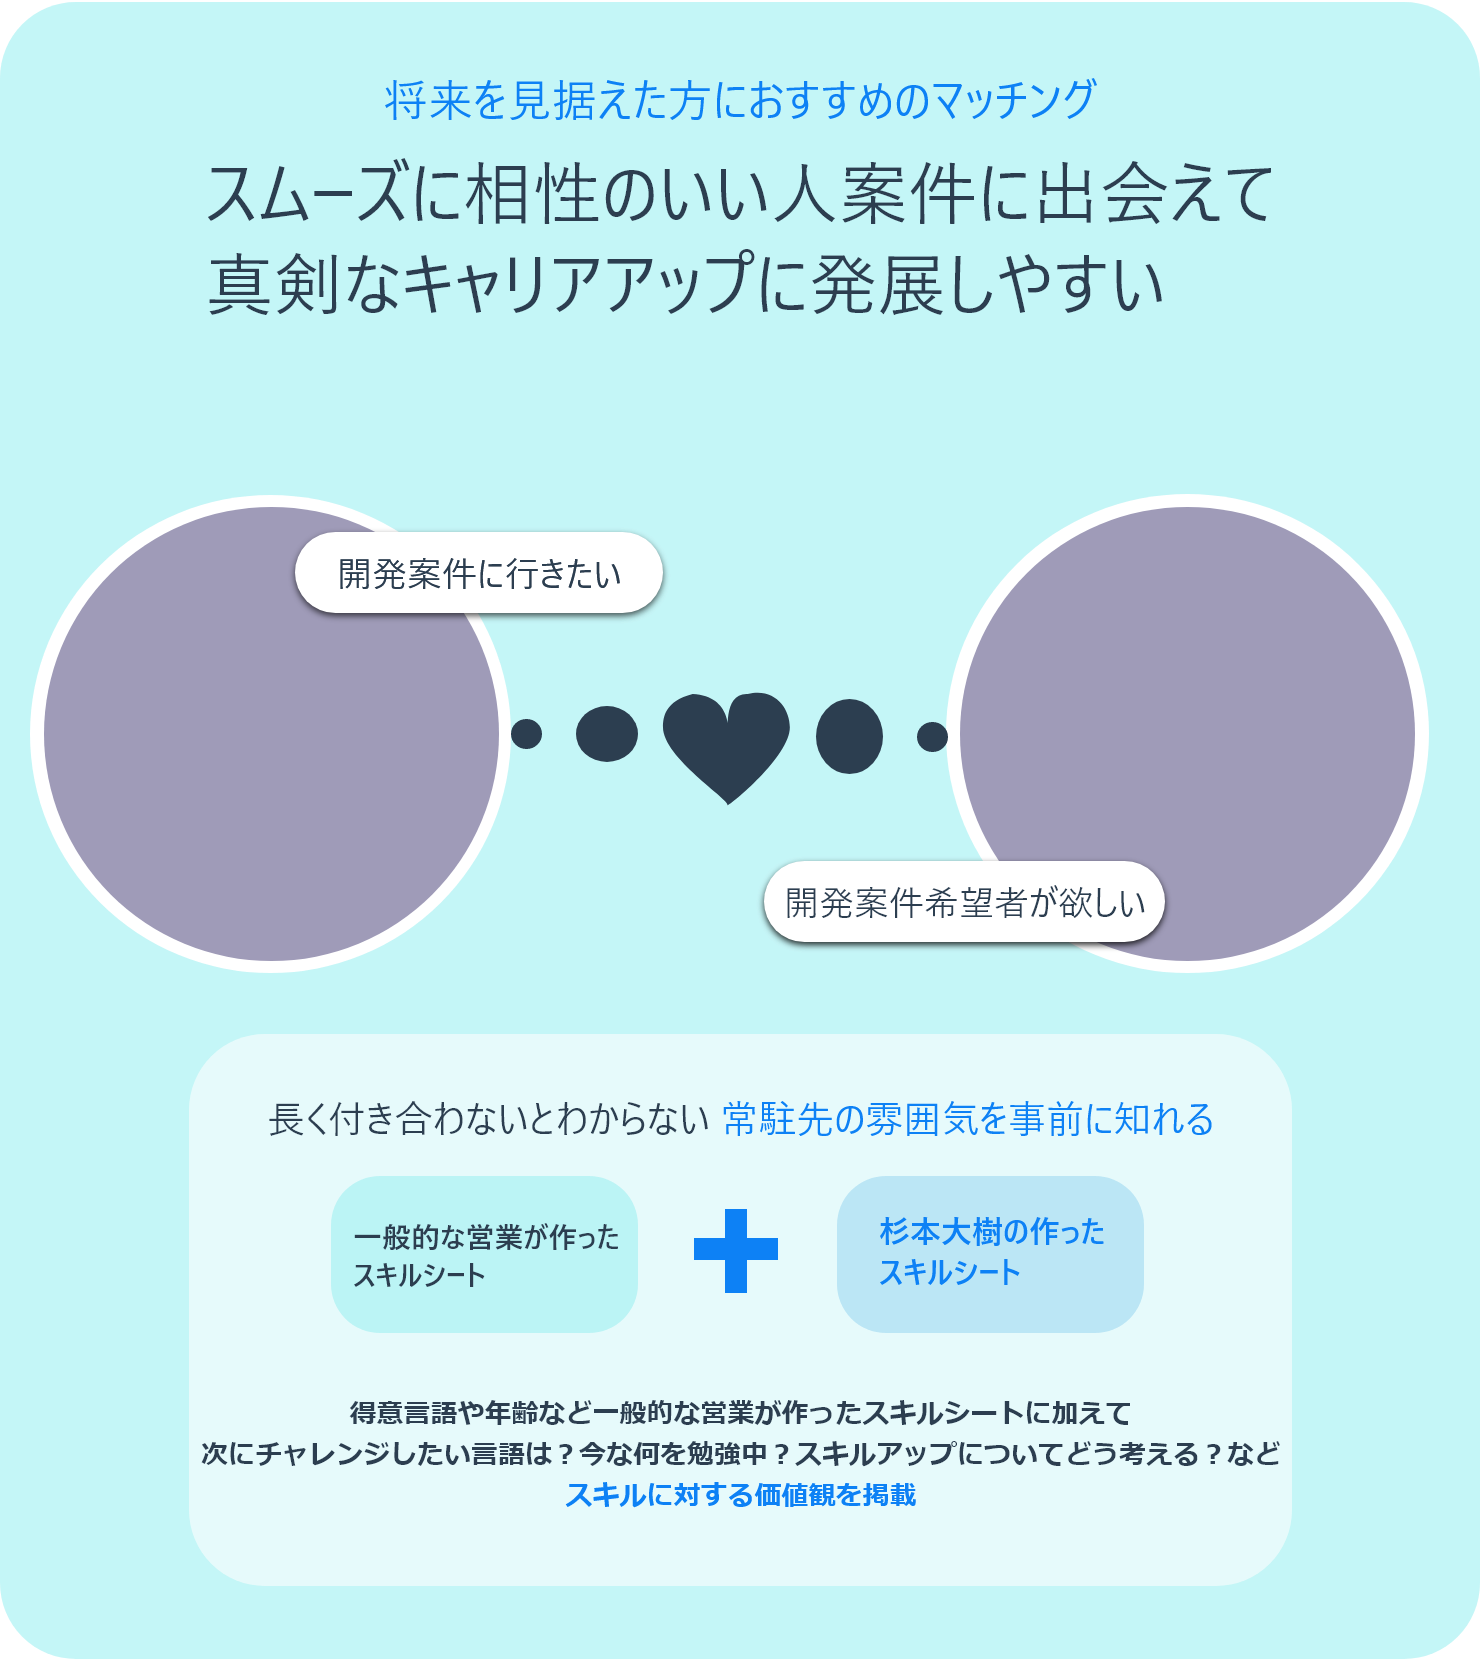 将来を見据えた方におすすめのマッチング
スムーズに相性のいい人案件に出会えて
真剣なキャリアアップに発展しやすい
開発案件に行きたい
開発案件希望者が欲しい
長く付き合わないとわからない 常駐先の雰囲気を事前に知れる
一般的な営業が作った
スキルシート
杉本大樹の作った
スキルシート
得意言語や年齢など一般的な営業が作ったスキルシートに加えて
次にチャレンジしたい言語は？今な何を勉強中？スキルアップについてどう考える？など
スキルに対する価値観を掲載